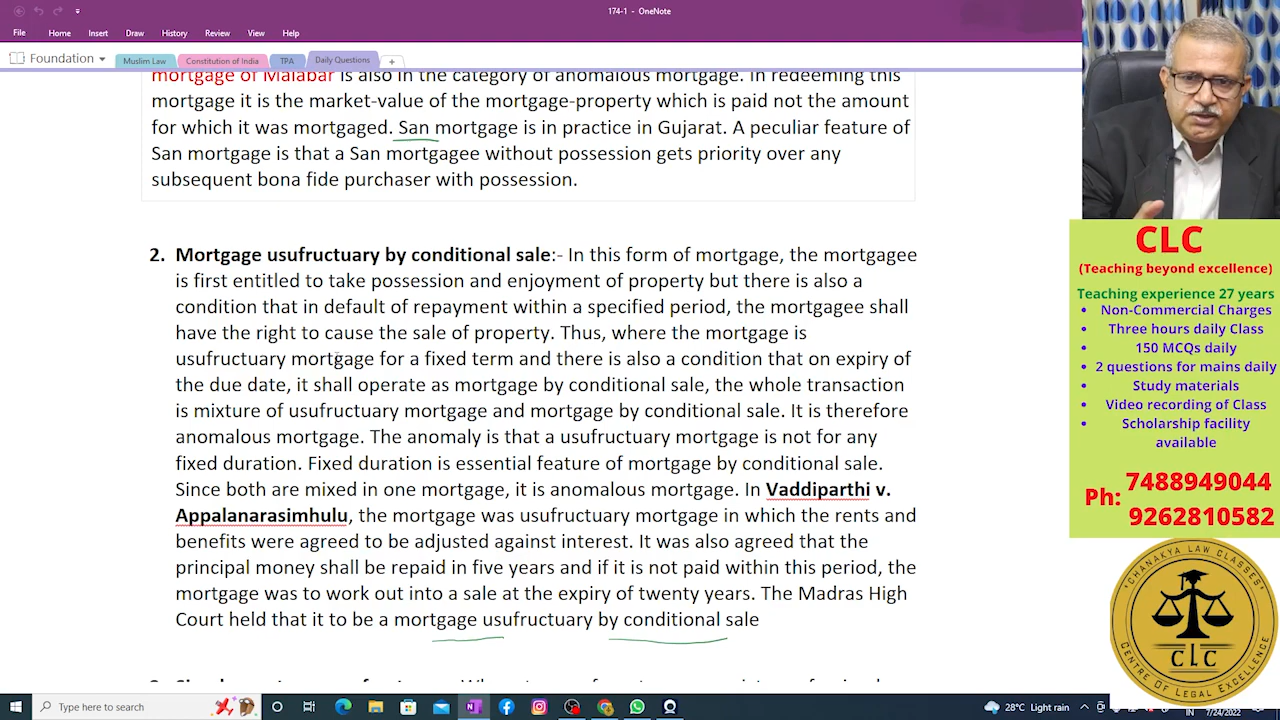 174-1 - OneNote
File Home Insert Draw History Review View Help
Foundation Muslim Law Constitution of India TPA Daily Questions +
mortgage of Malabar is also in the category of anomalous mortgage. In redeeming this
mortgage it is the market-value of the mortgage-property which is paid not the amount
for which it was mortgaged. San mortgage is in practice in Gujarat. A peculiar feature of
San mortgage is that a San mortgagee without possession gets priority over any
subsequent bona fide purchaser with possession.
2. Mortgage usufructuary by conditional sale:- In this form of mortgage, the mortgagee
is first entitled to take possession and enjoyment of property but there is also a
condition that in default of repayment within a specified period, the mortgagee shall
have the right to cause the sale of property. Thus, where the mortgage is
usufructuary mortgage for a fixed term and there is also a condition that on expiry of
the due date, it shall operate as mortgage by conditional sale, the whole transaction
is mixture of usufructuary mortgage and mortgage by conditional sale. It is therefore
anomalous mortgage. The anomaly is that a usufructuary mortgage is not for any
fixed duration. Fixed duration is essential feature of mortgage by conditional sale.
Since both are mixed in one mortgage, it is anomalous mortgage. In Vaddiparthi v.
Appalanarasimhulu, the mortgage was usufructuary mortgage in which the rents and
benefits were agreed to be adjusted against interest. It was also agreed that the
principal money shall be repaid in five years and if it is not paid within this period, the
mortgage was to work out into a sale at the expiry of twenty years. The Madras High
Court held that it to be a mortgage usufructuary by conditional sale
CLC
(Teaching beyond excellence)
Teaching experience 27 years
• Non-Commercial Charges
• Three hours daily Class
• 150 MCQs daily
• 2 questions for mains daily
• Study materials
• Video recording of Class
• Scholarship facility
available
Ph: 7488949044
9262810582
"CHANAKYA LAW CLASSES"
CLC
CENTRE OF LEGAL EXCELLENCE
Type here to search
28°C Light rain
IN 7/24/2022